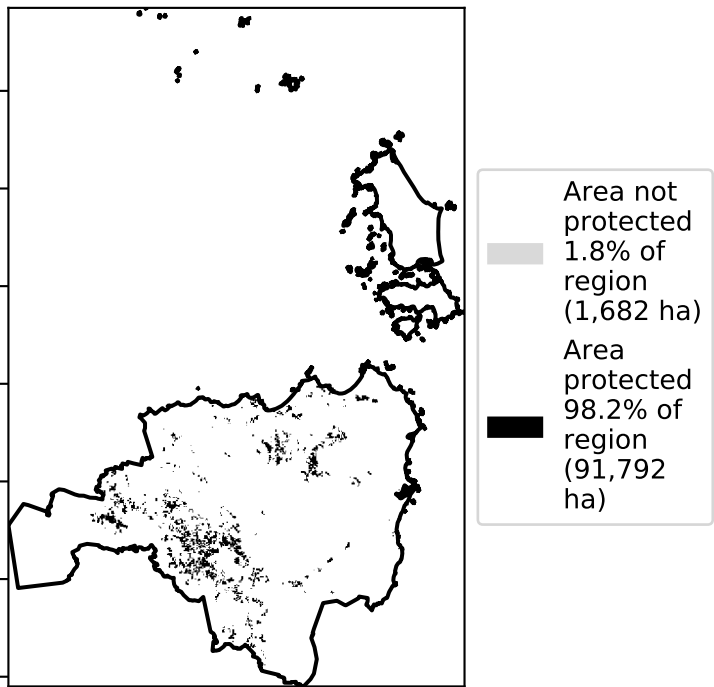 Area not
protected
1.8% of
region
(1,682 ha)
Area
protected
98.2% of
region
(91,792
ha)